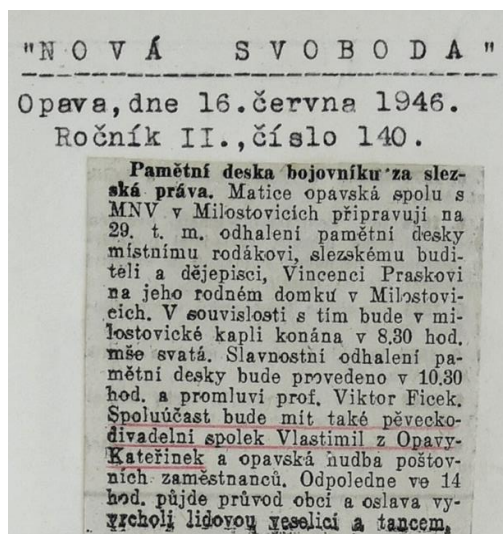 "NOVÁ SVOBODA"
Opava, dne 16. června 1946.
Ročník II., číslo 140.
Pamětní deska bojovníku za slez-
ská práva. Matice opavská spolu s
MNV v Milostovicích připravují na
29. t. m. odhalení pamětní desky
místnímu rodákovi, slezskému budi-
teli a dějepisci, Vincenci Praskovi
na jeho rodném domku v Milostovi-
cích. V souvislosti s tím bude v mi-
lostovické kapli konána v 8.30 hod.
mše svatá. Slavnostní odhalení pa-
mětní desky bude provedeno v 10.30
hod. a promluví prof. Viktor Ficek.
Spoluúčast bude mít také pěvecko-
divadelní spolek Vlastimil z Opavy-
Kateřinek a opavská hudba poštov-
ních zaměstnanců. Odpoledne ve 14
hod. půjde průvod obcí a oslava vy-
vrcholí lidovou veselicí a tancem.